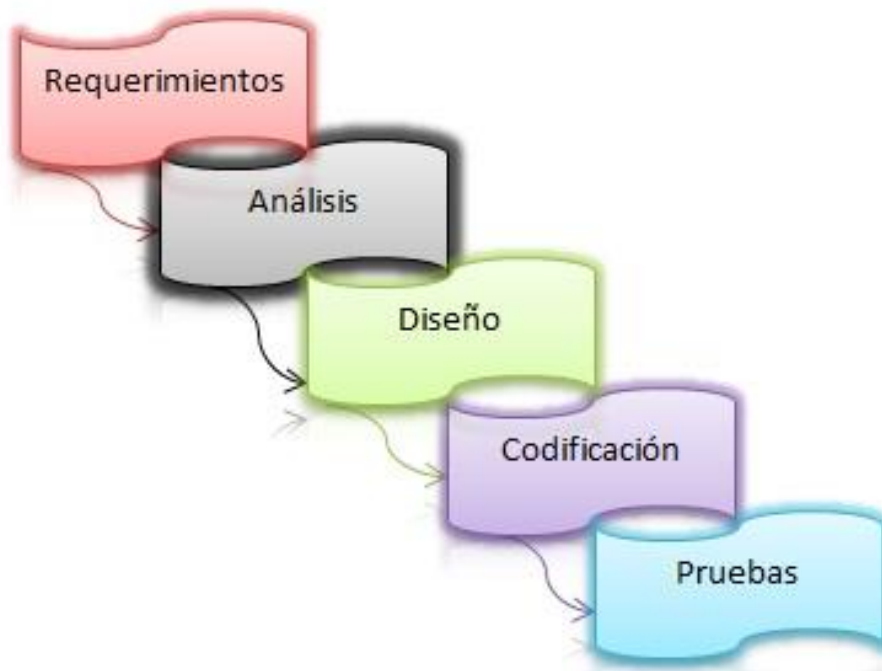 Requerimientos
Análisis
Diseño
Codificación
Pruebas